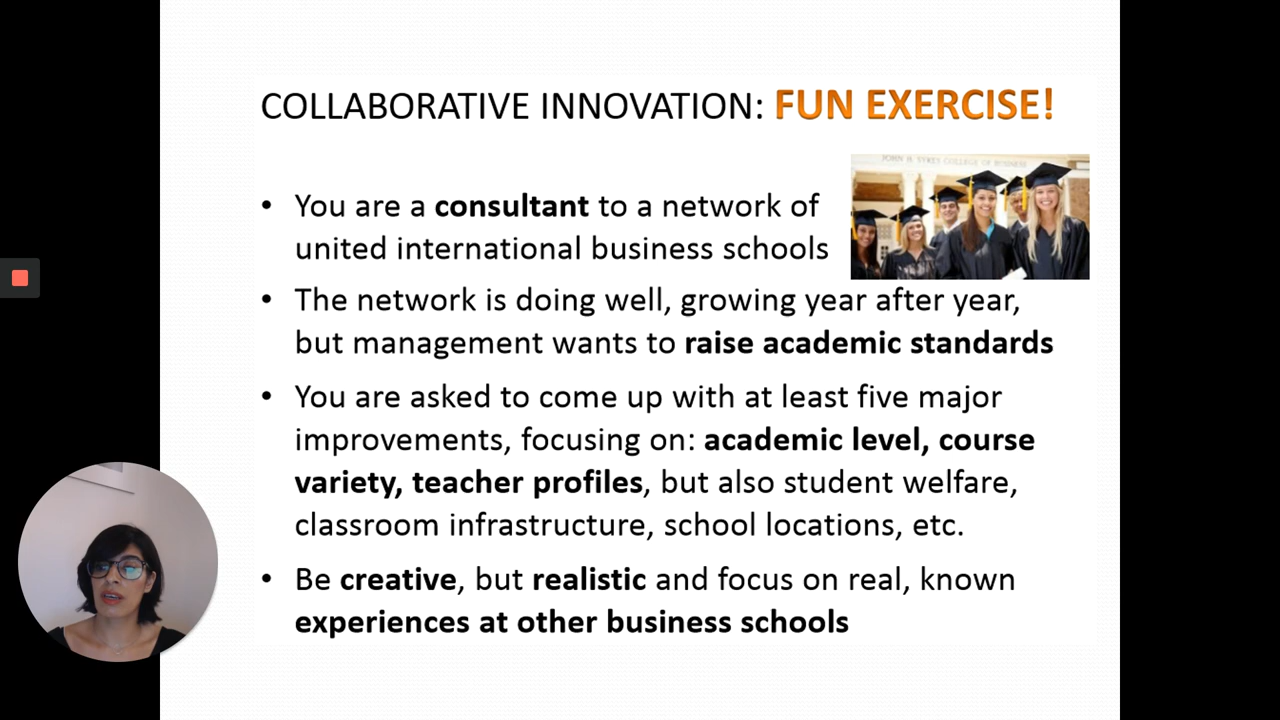 COLLABORATIVE INNOVATION: FUN EXERCISE!
JOHN H. SYKES COLLEGE OF BUSINESS
• You are a consultant to a network of
united international business schools
• The network is doing well, growing year after year,
but management wants to raise academic standards
• You are asked to come up with at least five major
improvements, focusing on: academic level, course
variety, teacher profiles, but also student welfare,
classroom infrastructure, school locations, etc.
• Be creative, but realistic and focus on real, known
experiences at other business schools